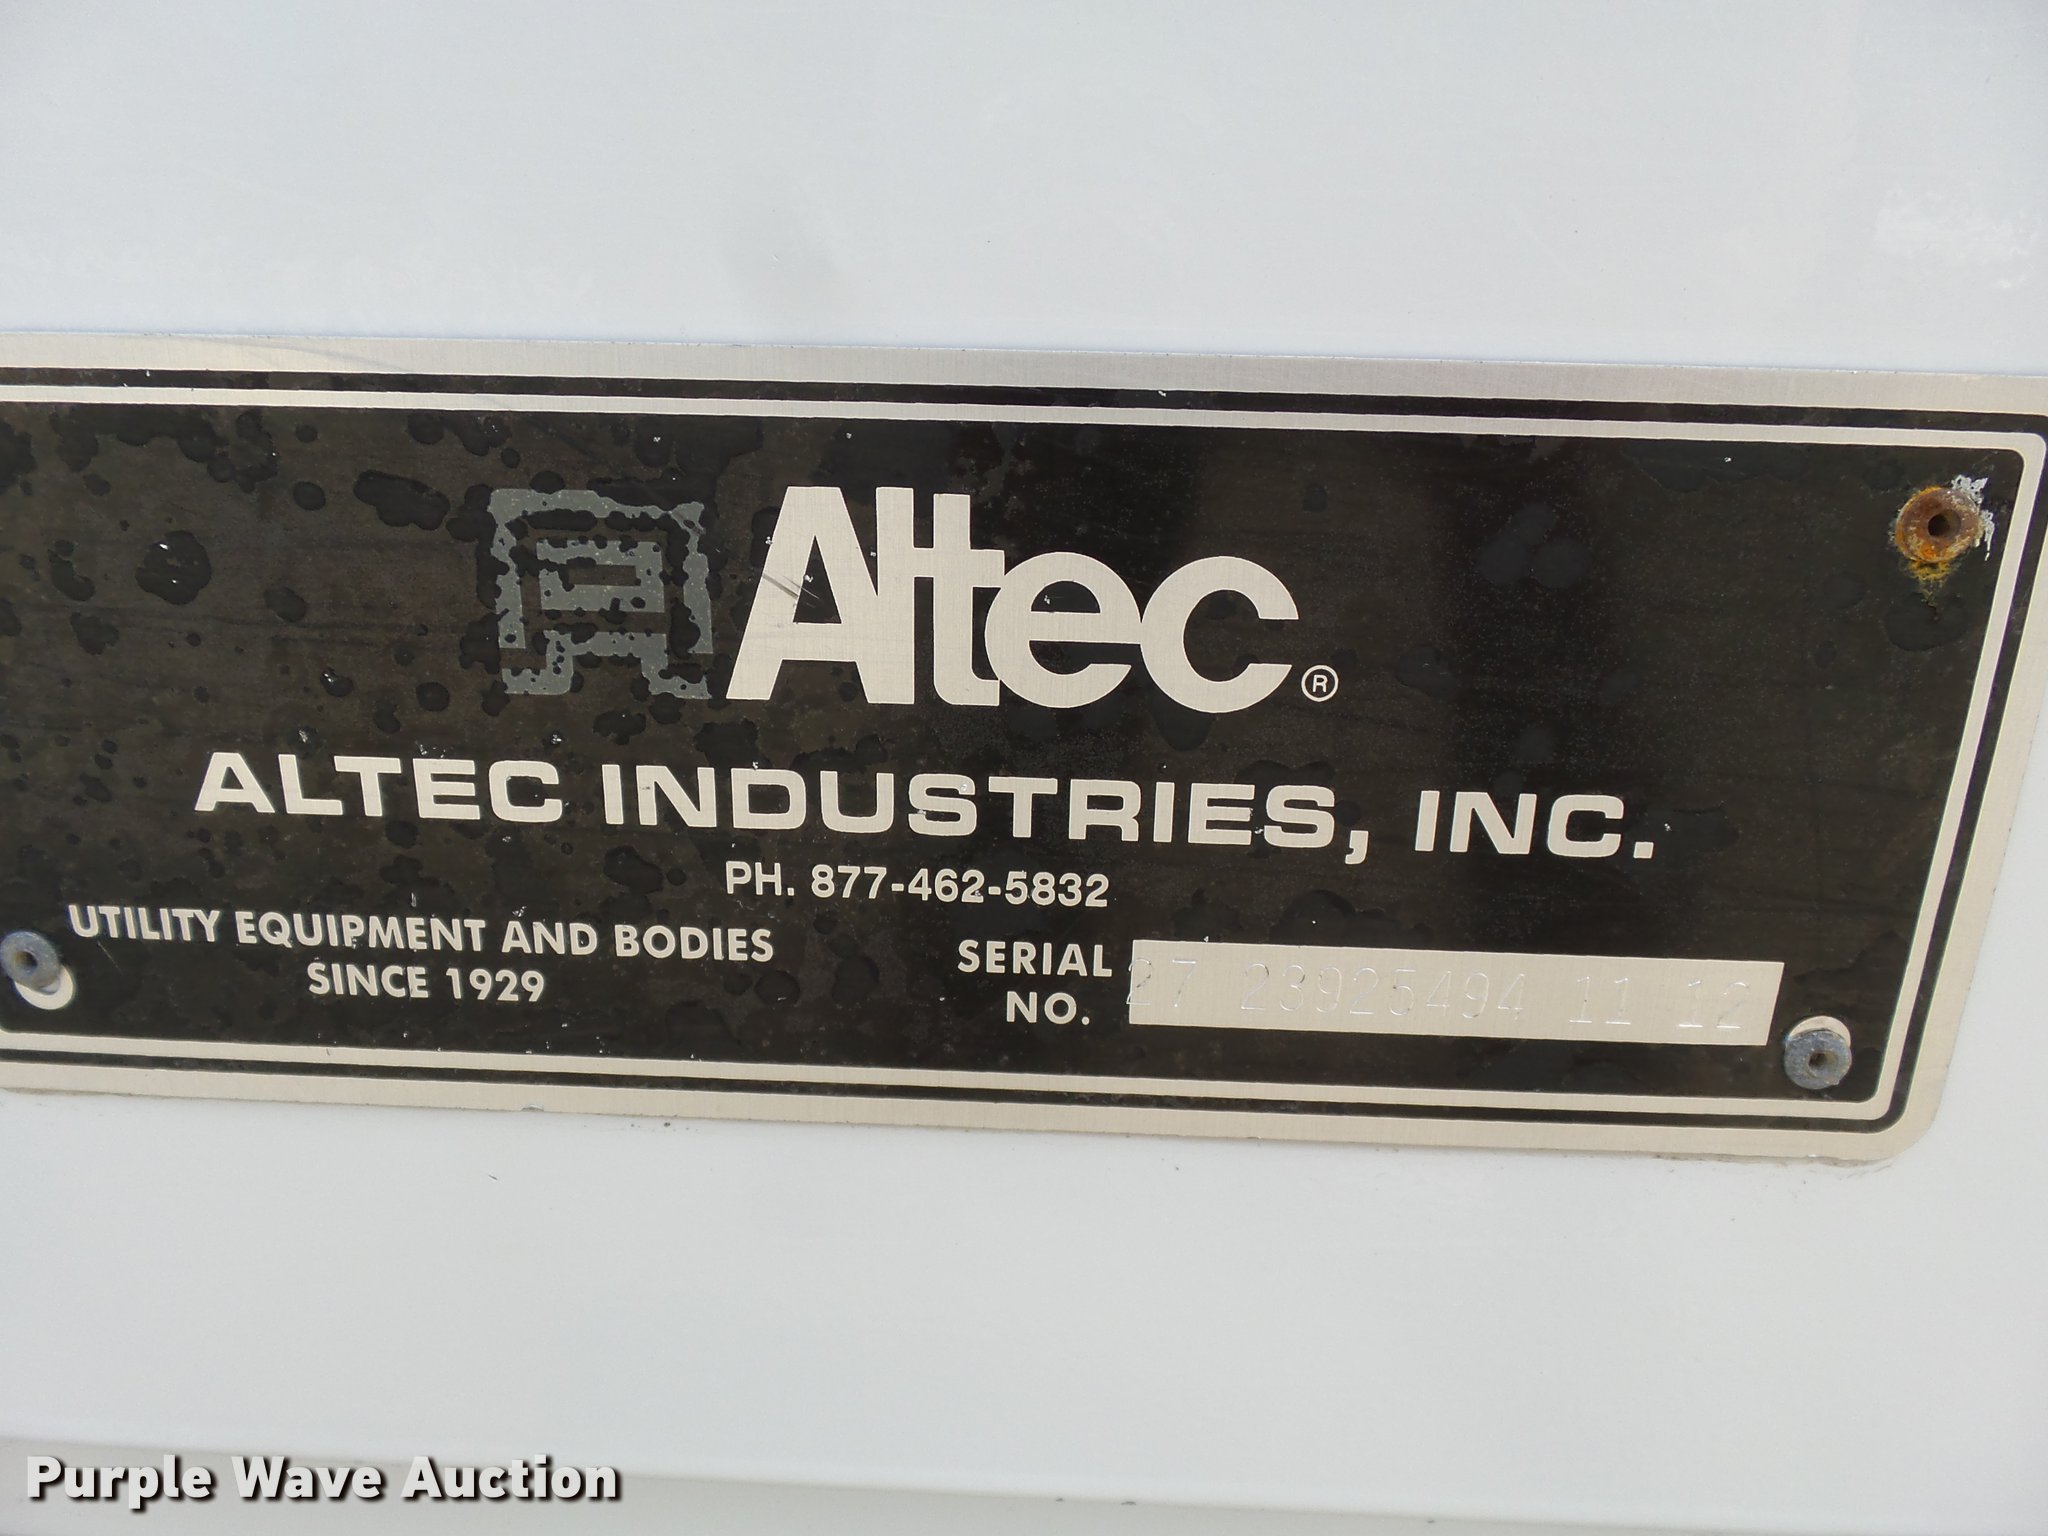 Altec®
ALTEC INDUSTRIES, INC.
PH. 877-462-5832
UTILITY EQUIPMENT AND BODIES
SINCE 1929
SERIAL
NO.
27 23925494 11 12
Purple Wave Auction